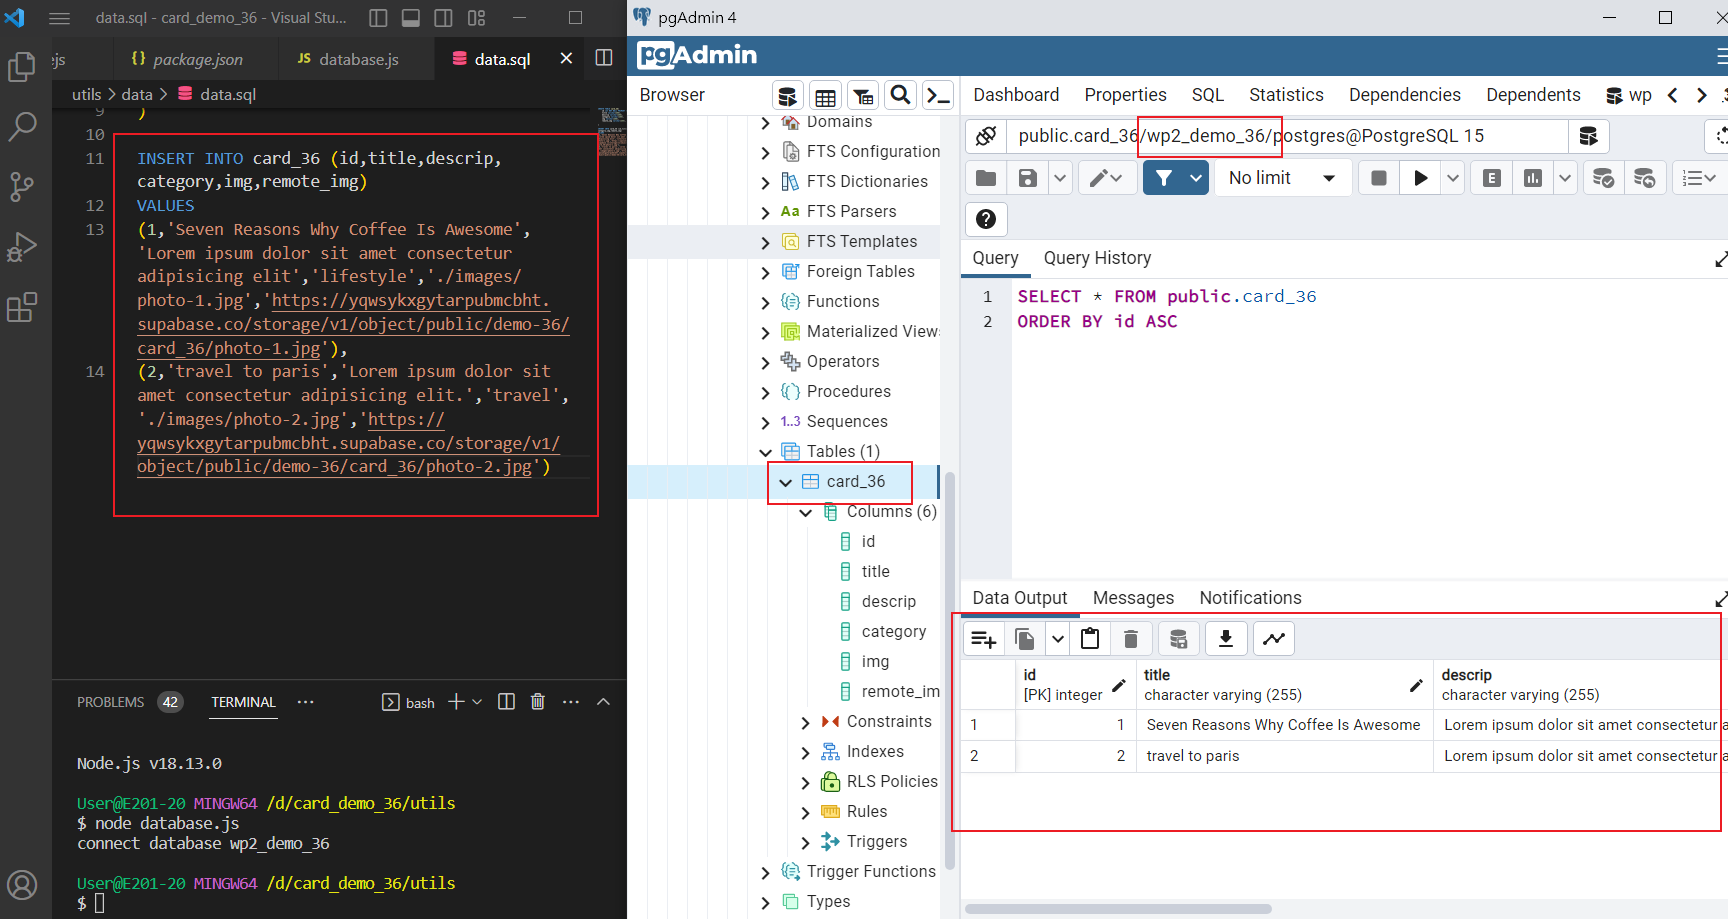 data.sql - card_demo_36 - Visual Stu...
ejs
{} package.json
JS database.js
data.sql
utils > data > data.sql
9 )
10
11 INSERT INTO card_36 (id,title,descrip,
category,img,remote_img)
12 VALUES
13 (1,'Seven Reasons Why Coffee Is Awesome',
'Lorem ipsum dolor sit amet consectetur
adipisicing elit','lifestyle','./images/
photo-1.jpg','https://yqwsykxgytarpubmcbht.
supabase.co/storage/v1/object/public/demo-36/
card_36/photo-1.jpg'),
14 (2,'travel to paris','Lorem ipsum dolor sit
amet consectetur adipisicing elit.','travel',
'./images/photo-2.jpg','https://
yqwsykxgytarpubmcbht.supabase.co/storage/v1/
object/public/demo-36/card_36/photo-2.jpg')
PROBLEMS 42 TERMINAL ... bash
Node.js v18.13.0
User@E201-20 MINGW64 /d/card_demo_36/utils
$ node database.js
connect database wp2_demo_36
User@E201-20 MINGW64 /d/card_demo_36/utils
$
pgAdmin 4
pgAdmin
Browser
Domains
FTS Configuration
FTS Dictionaries
Aa FTS Parsers
FTS Templates
Foreign Tables
Functions
Materialized Views
Operators
Procedures
1..3 Sequences
Tables (1)
card_36
Columns (6)
id
title
descrip
category
img
remote_im
Constraints
Indexes
RLS Policies
Rules
Triggers
Trigger Functions
Types
Dashboard Properties SQL Statistics Dependencies Dependents wp
public.card_36/wp2_demo_36/postgres@PostgreSQL 15
No limit
E
Query Query History
1 SELECT * FROM public.card_36
2 ORDER BY id ASC
Data Output Messages Notifications
id title descrip
[PK] integer character varying (255) character varying (255)
1 1 Seven Reasons Why Coffee Is Awesome Lorem ipsum dolor sit amet consectetur a
2 2 travel to paris Lorem ipsum dolor sit amet consectetur a